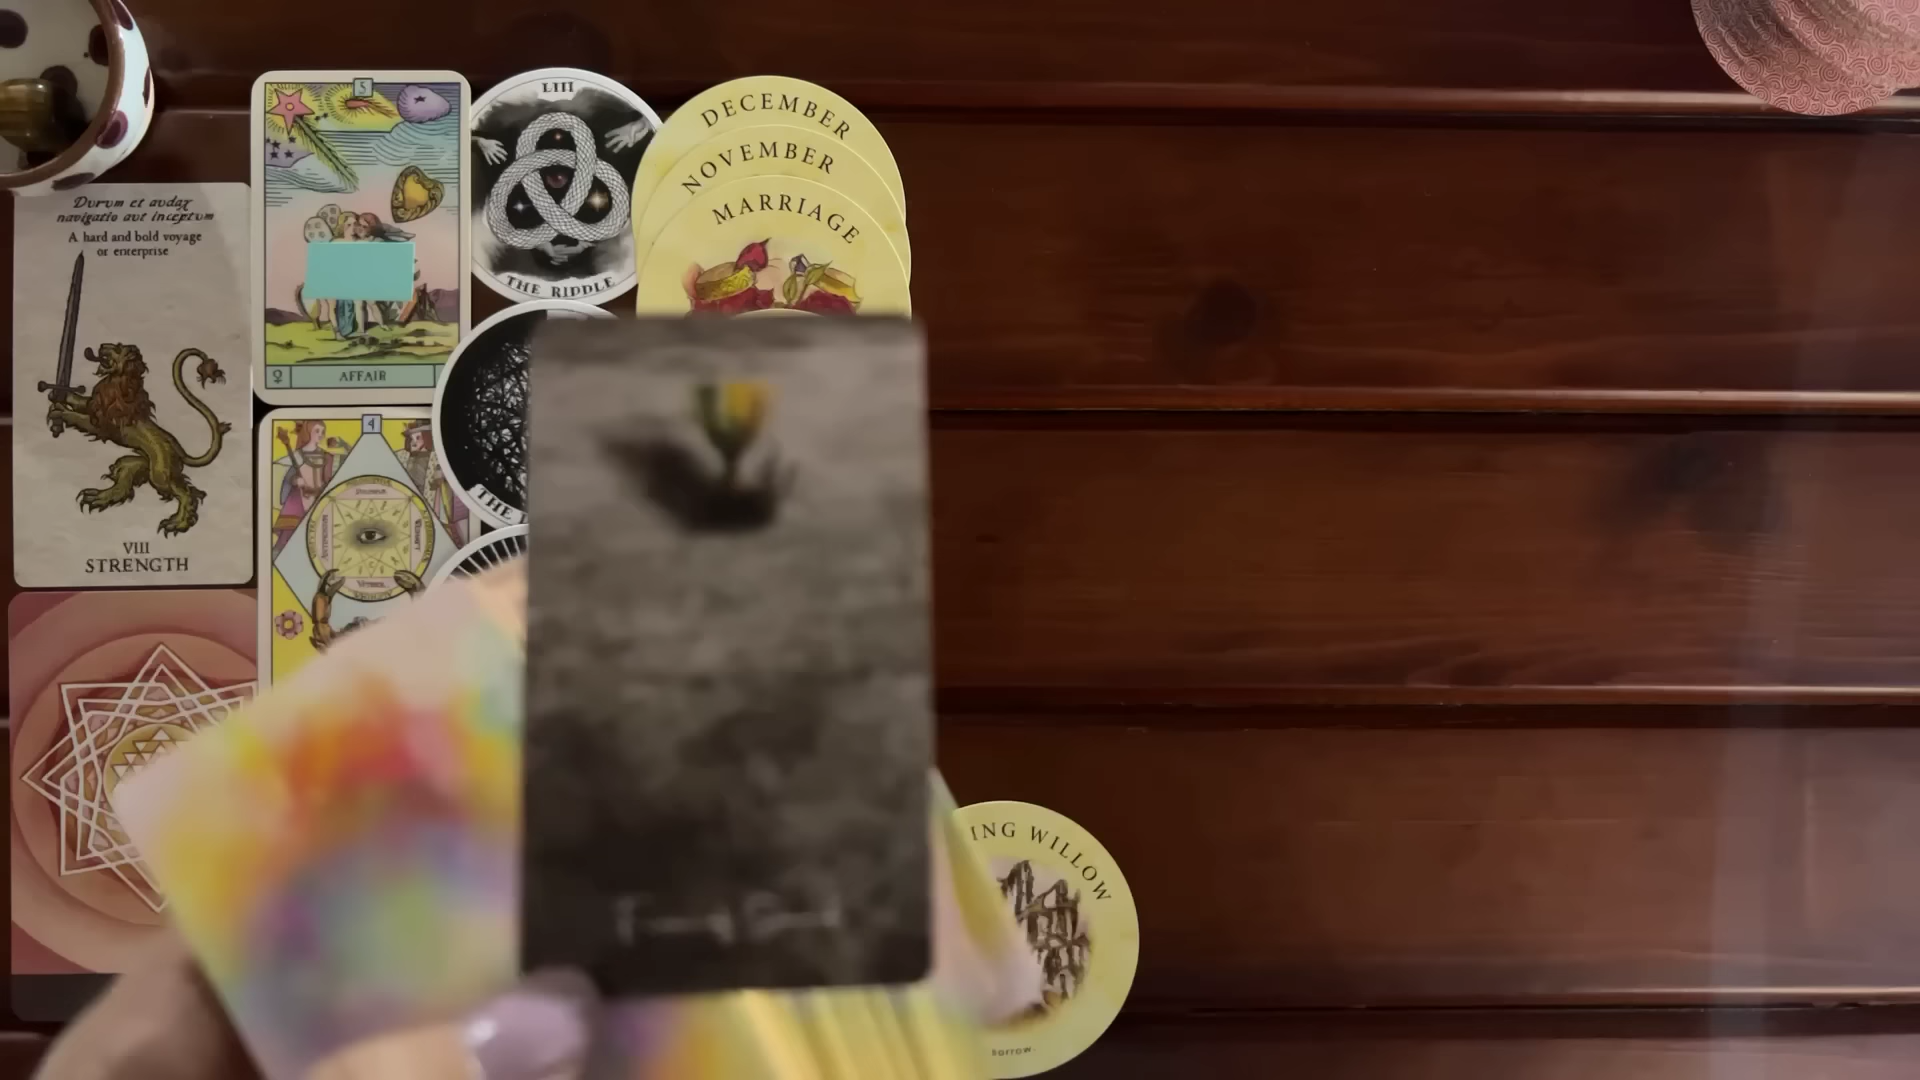 Durum et audax
navigatio aut inceptum
A hard and bold voyage
or enterprise
VIII
STRENGTH
5
AFFAIR
4
LIII
THE RIDDLE
THE
DECEMBER
NOVEMBER
MARRIAGE
ING WILLOW
sorrow.